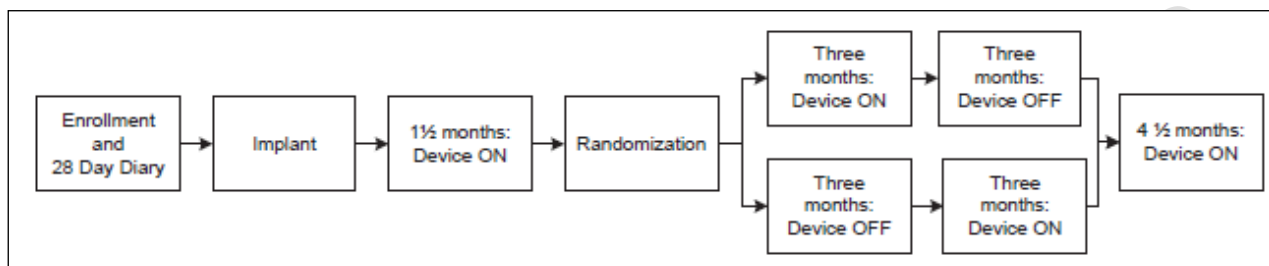 Enrollment
and
28 Day Diary
Implant
1½ months:
Device ON
Randomization
Three
months:
Device ON
Three
months:
Device OFF
Three
months:
Device OFF
Three
months:
Device ON
4 ½ months:
Device ON